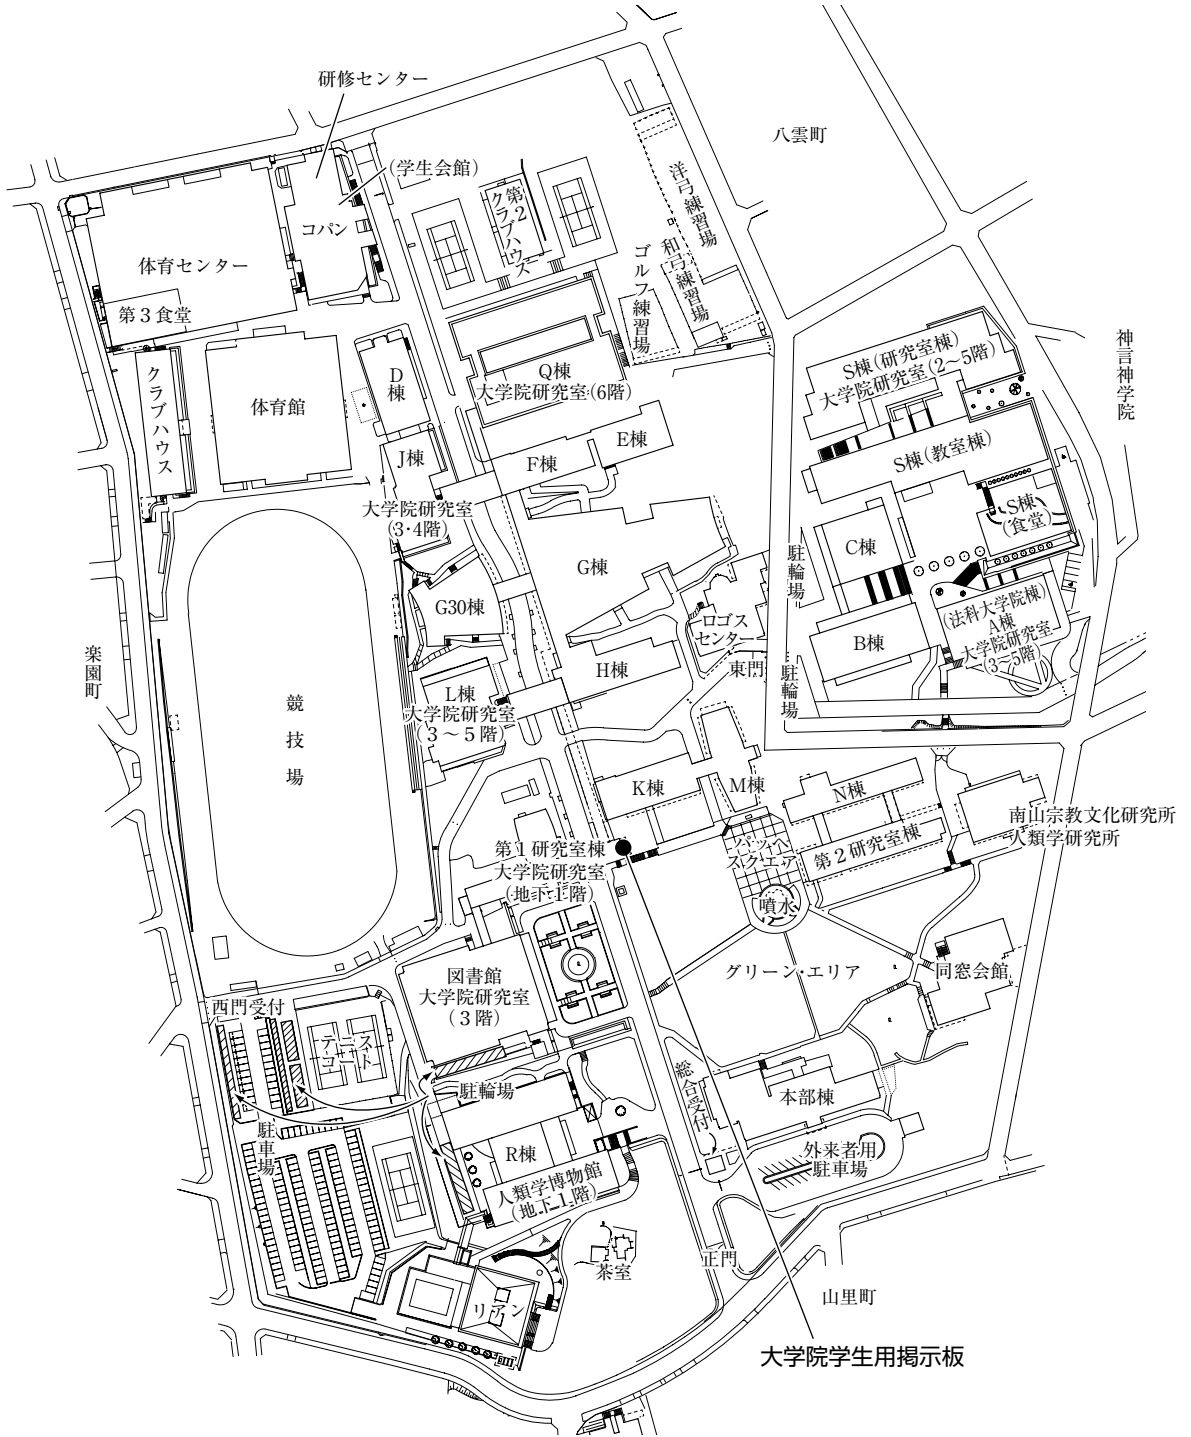 研修センター
(学生会館)
コパン
体育センター
第3食堂
クラブハウス
体育館
D棟
J棟
大学院研究室
(3・4階)
第2
クラブハウス
洋弓練習場
和弓練習場
ゴルフ練習場
八雲町
Q棟
大学院研究室(6階)
E棟
F棟
G棟
G30棟
H棟
L棟
大学院研究室
(3～5階)
ロゴス
センター
東門
駐輪場
駐輪場
S棟(研究室棟)
大学院研究室(2～5階)
S棟(教室棟)
S棟
(食堂)
C棟
B棟
(法科大学院棟)
A棟
大学院研究室
(3～5階)
神言神学院
楽園町
競技場
K棟
M棟
N棟
第2研究室棟
パッヘ
スクエア
噴水
南山宗教文化研究所
人類学研究所
第1研究室棟
大学院研究室
(地下1階)
グリーン・エリア
同窓会館
図書館
大学院研究室
(3階)
西門受付
テニス
コート
駐輪場
駐車場
R棟
人類学博物館
(地下1階)
総合受付
本部棟
外来者用
駐車場
茶室
リアン
正門
山里町
大学院学生用掲示板